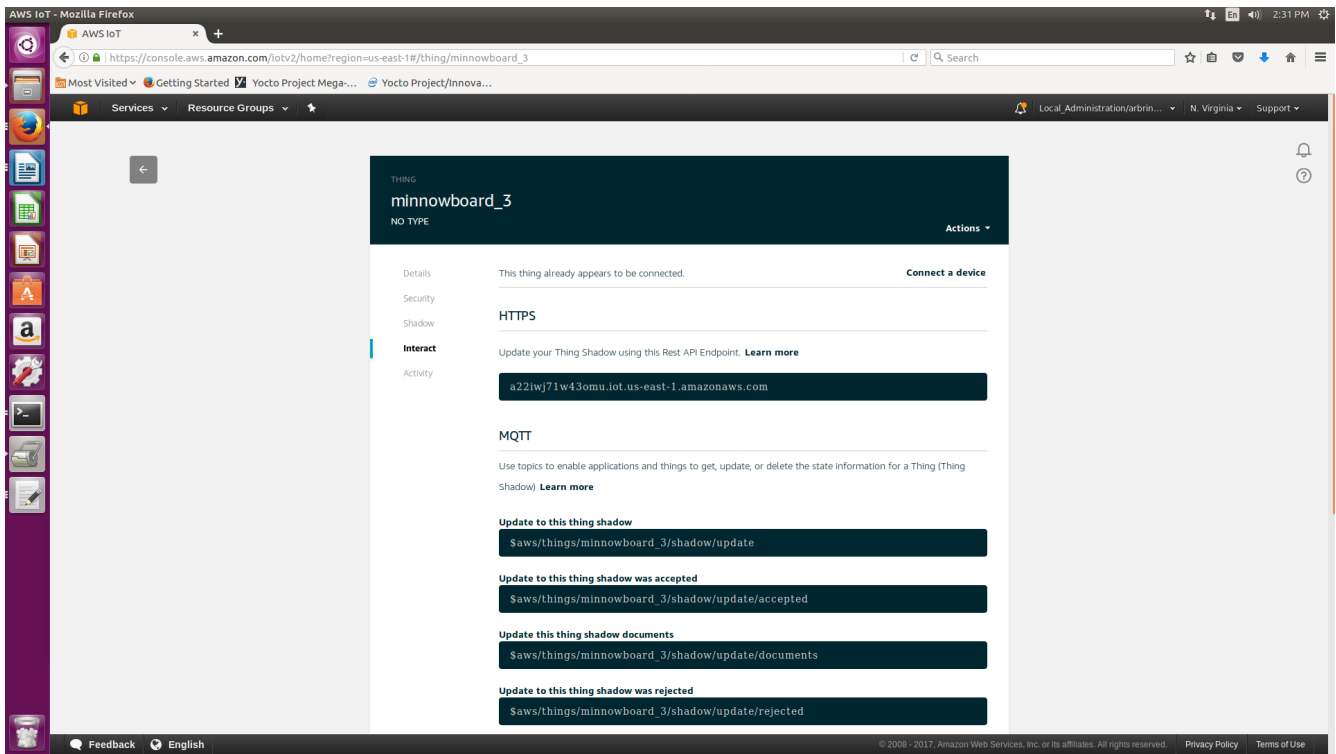 AWS IoT - Mozilla Firefox
En
2:31 PM
AWS IoT
https://console.aws.amazon.com/iotv2/home?region=us-east-1#/thing/minnowboard_3
Search
Most Visited
Getting Started
Yocto Project Mega-...
Yocto Project/Innova...
Services
Resource Groups
Local_Administration/arbrin...
N. Virginia
Support
THING
minnowboard_3
NO TYPE
Actions
Details
Security
Shadow
Interact
Activity
This thing already appears to be connected.
Connect a device
HTTPS
Update your Thing Shadow using this Rest API Endpoint. Learn more
a22iwj71w43omu.iot.us-east-1.amazonaws.com
MQTT
Use topics to enable applications and things to get, update, or delete the state information for a Thing (Thing
Shadow) Learn more
Update to this thing shadow
$aws/things/minnowboard_3/shadow/update
Update to this thing shadow was accepted
$aws/things/minnowboard_3/shadow/update/accepted
Update this thing shadow documents
$aws/things/minnowboard_3/shadow/update/documents
Update to this thing shadow was rejected
$aws/things/minnowboard_3/shadow/update/rejected
Feedback
English
© 2008 - 2017, Amazon Web Services, Inc. or its affiliates. All rights reserved.
Privacy Policy
Terms of Use